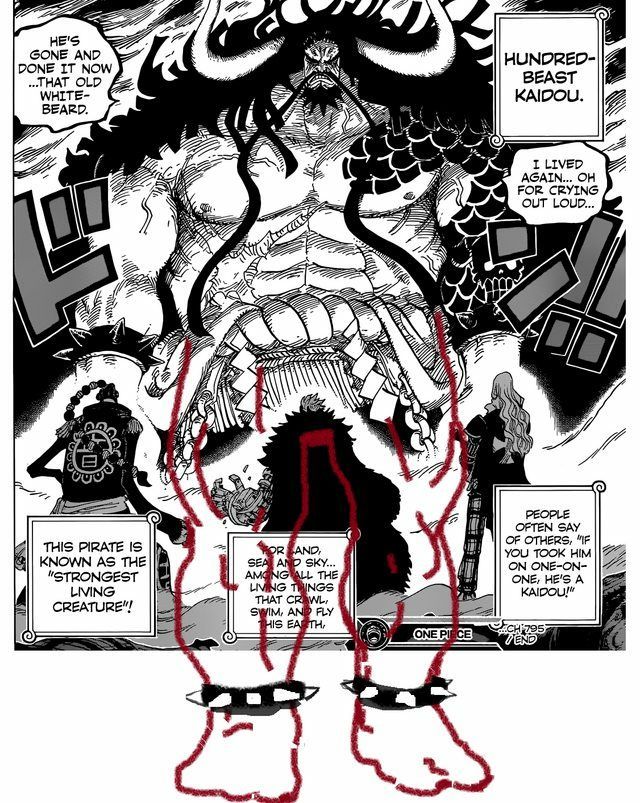 HE'S
GONE AND
DONE IT NOW
...THAT OLD
WHITE-
BEARD.
HUNDRED-
BEAST
KAIDOU.
I LIVED
AGAIN... OH
FOR CRYING
OUT LOUD...
ド
ン!!
THIS PIRATE IS
KNOWN AS THE
"STRONGEST
LIVING
CREATURE"!
FOR LAND,
SEA AND SKY...
AMONG ALL THE
LIVING THINGS
THAT CRAWL,
SWIM, AND FLY
THIS EARTH,
PEOPLE
OFTEN SAY
OF OTHERS, "IF
YOU TOOK HIM
ON ONE-ON-
ONE, HE'S A
KAIDOU!"
ONE PIECE
CH 795
/ END